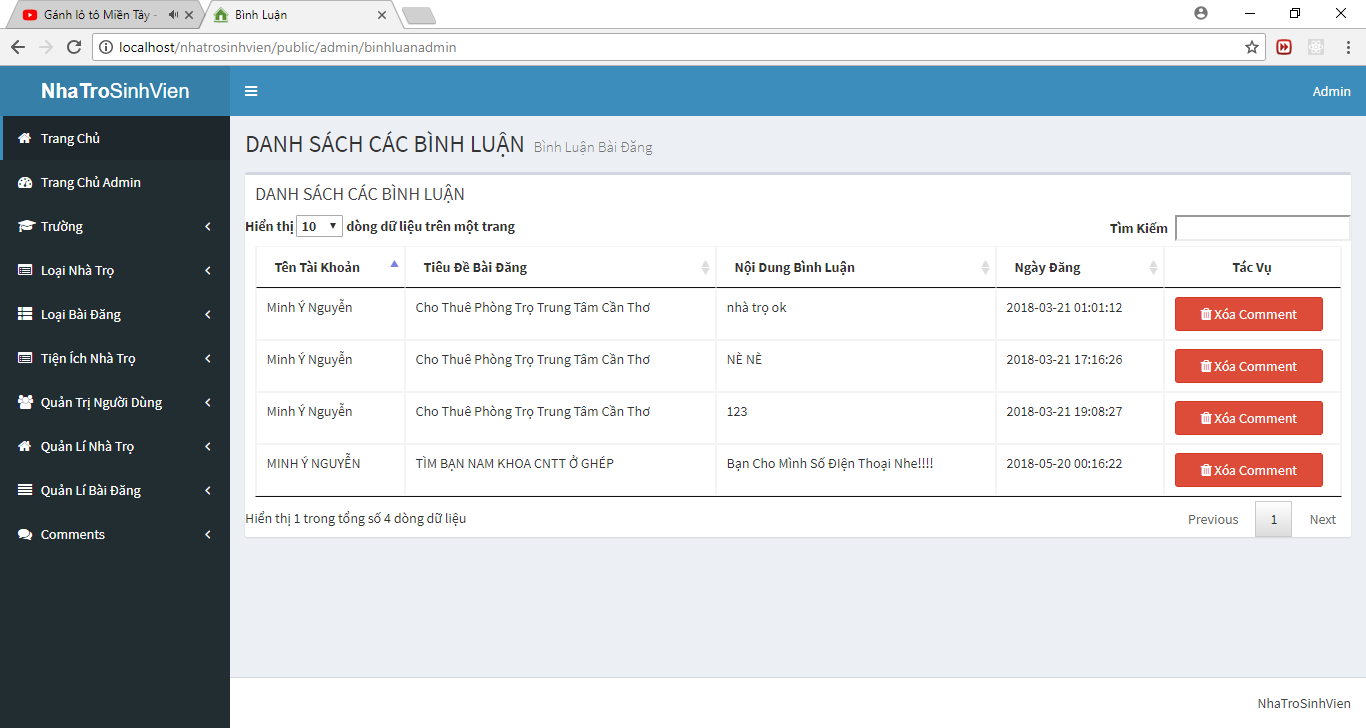 Gánh lô tô Miền Tây -
Bình Luận
localhost/nhatrosinhvien/public/admin/binhluanadmin
NhaTroSinhVien
Admin
Trang Chủ
Trang Chủ Admin
Trường
Loại Nhà Trọ
Loại Bài Đăng
Tiện Ích Nhà Trọ
Quản Trị Người Dùng
Quản Lí Nhà Trọ
Quản Lí Bài Đăng
Comments
DANH SÁCH CÁC BÌNH LUẬN Bình Luận Bài Đăng
DANH SÁCH CÁC BÌNH LUẬN
Hiển thị 10 dòng dữ liệu trên một trang
Tìm Kiếm
Tên Tài Khoản Tiêu Đề Bài Đăng Nội Dung Bình Luận Ngày Đăng Tác Vụ
Minh Ý Nguyễn Cho Thuê Phòng Trọ Trung Tâm Cần Thơ nhà trọ ok 2018-03-21 01:01:12 Xóa Comment
Minh Ý Nguyễn Cho Thuê Phòng Trọ Trung Tâm Cần Thơ NÈ NÈ 2018-03-21 17:16:26 Xóa Comment
Minh Ý Nguyễn Cho Thuê Phòng Trọ Trung Tâm Cần Thơ 123 2018-03-21 19:08:27 Xóa Comment
MINH Ý NGUYỄN TÌM BẠN NAM KHOA CNTT Ở GHÉP Bạn Cho Mình Số ĐIện Thoại Nhe!!!! 2018-05-20 00:16:22 Xóa Comment
Hiển thị 1 trong tổng số 4 dòng dữ liệu
Previous 1 Next
NhaTroSinhVien